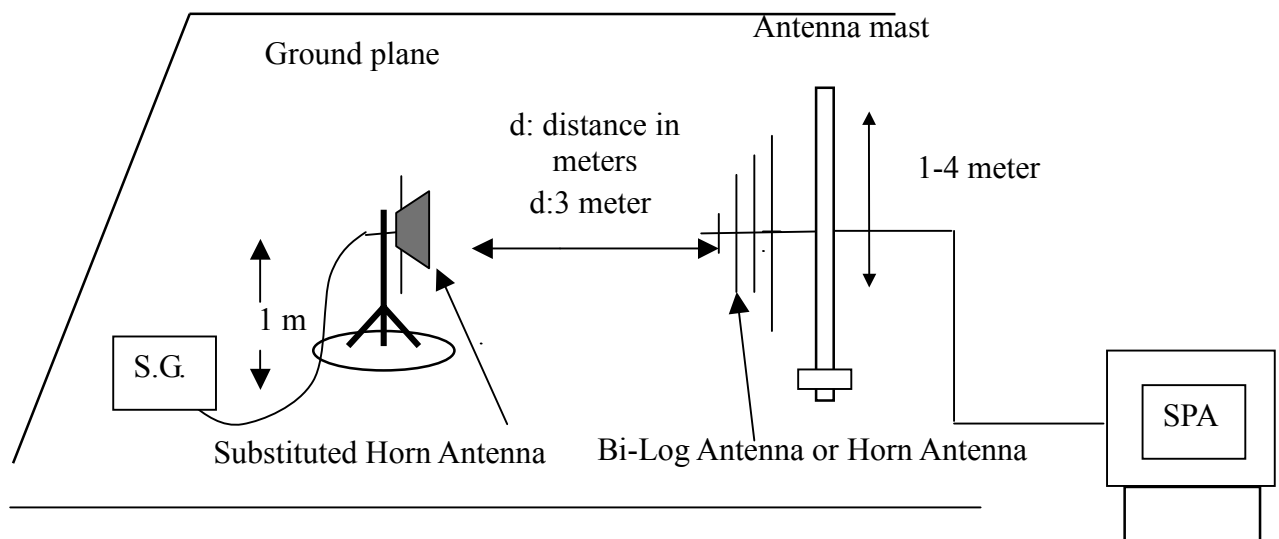 Antenna mast
Ground plane
d: distance in
meters
d:3 meter
1-4 meter
1 m
S.G.
SPA
Substituted Horn Antenna
Bi-Log Antenna or Horn Antenna